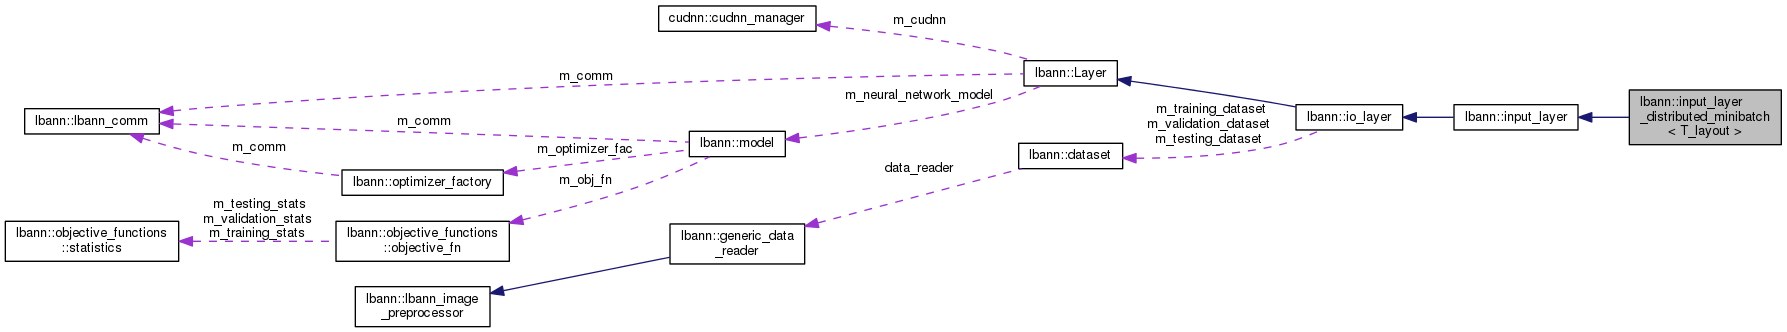 cudnn::cudnn_manager
m_cudnn
lbann::Layer
m_comm
m_neural_network_model
lbann::lbann_comm
m_comm
m_comm
lbann::model
m_optimizer_fac
m_obj_fn
lbann::optimizer_factory
m_training_dataset
m_validation_dataset
m_testing_dataset
lbann::io_layer
lbann::input_layer
lbann::input_layer
_distributed_minibatch
< T_layout >
lbann::dataset
data_reader
m_testing_stats
m_validation_stats
m_training_stats
lbann::objective_functions
::statistics
lbann::objective_functions
::objective_fn
lbann::generic_data
_reader
lbann::lbann_image
_preprocessor